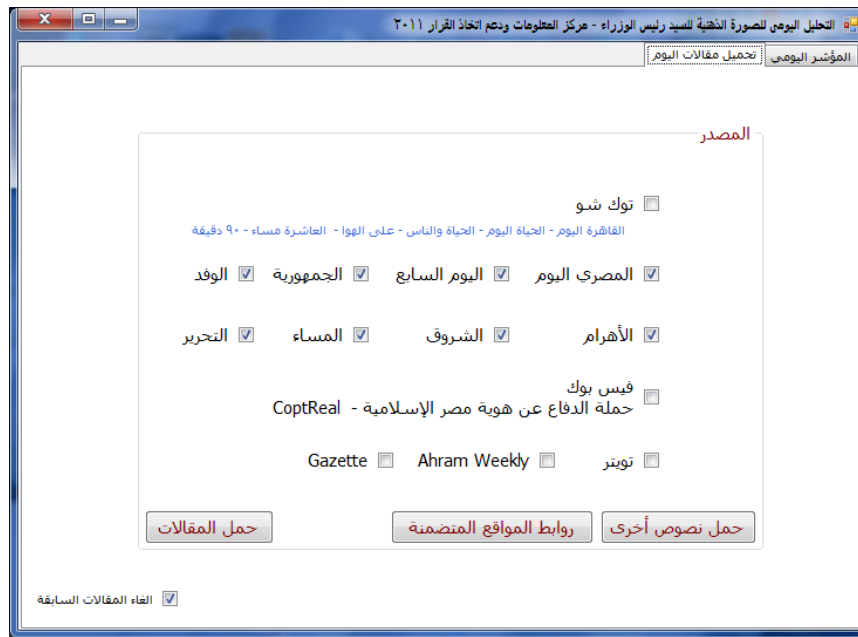 التحليل اليومى للصورة الذهنية للسيد رئيس الوزراء - مركز المعلومات ودعم اتخاذ القرار ٢٠١١
المؤشر اليومي تحميل مقالات اليوم
المصدر
توك شو
القاهرة اليوم - الحياة اليوم - الحياة والناس - على الهوا - العاشرة مساء - ٩٠ دقيقة
المصري اليوم اليوم السابع الجمهورية الوفد
الأهرام الشروق المساء التحرير
فيس بوك
حملة الدفاع عن هوية مصر الإسلامية - CoptReal
تويتر Ahram Weekly Gazette
حمل نصوص أخرى روابط المواقع المتضمنة حمل المقالات
الغاء المقالات السابقة